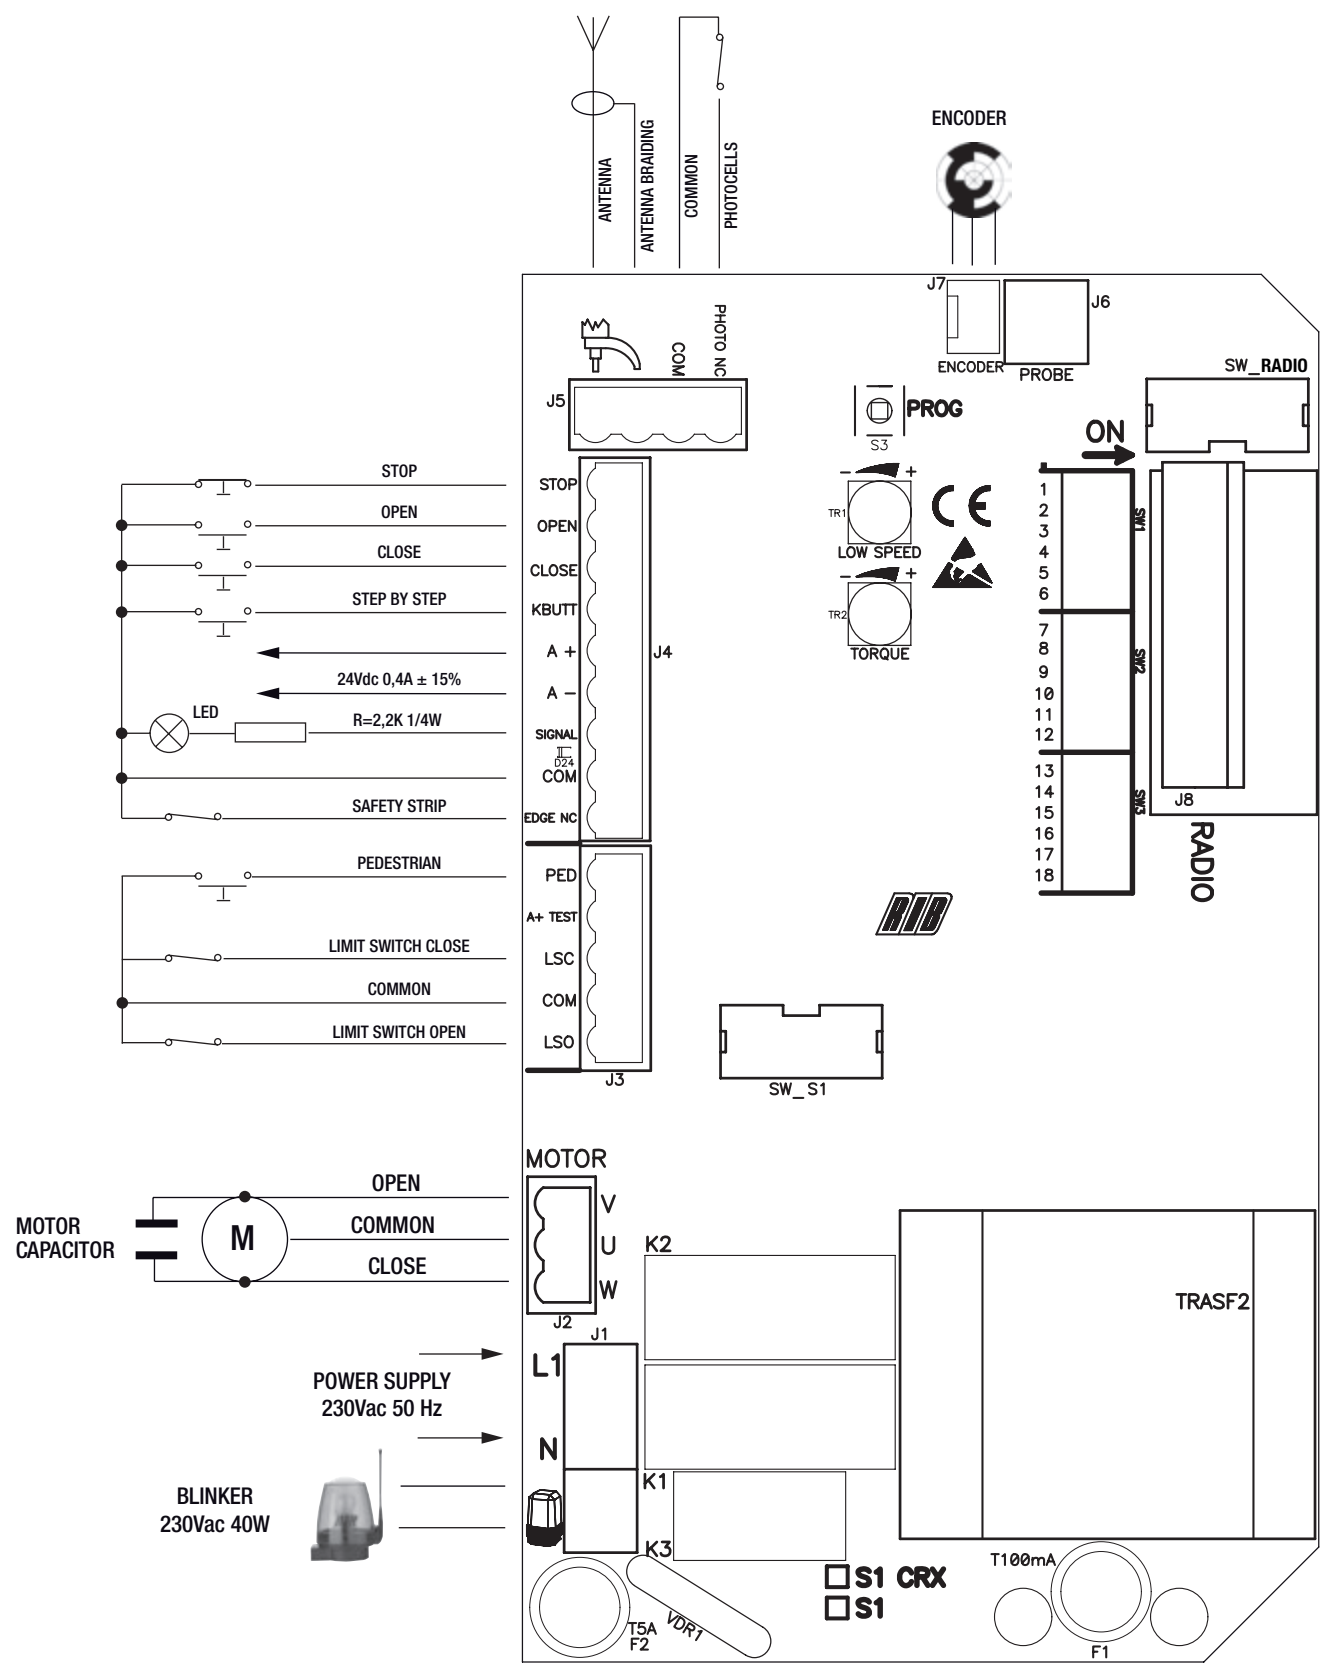 ANTENNA
ANTENNA BRAIDING
COMMON
PHOTOCELLS
ENCODER
J7
J6
ENCODER
PROBE
COM
PHOTO NC
J5
PROG
S3
SW_RADIO
ON
STOP
OPEN
CLOSE
STEP BY STEP
24Vdc 0,4A ± 15%
LED
R=2,2K 1/4W
SAFETY STRIP
PEDESTRIAN
LIMIT SWITCH CLOSE
COMMON
LIMIT SWITCH OPEN
STOP
OPEN
CLOSE
KBUTT
A +
A -
SIGNAL
D24
COM
EDGE NC
J4
PED
A+ TEST
LSC
COM
LSO
J3
- +
TR1
LOW SPEED
- +
TR2
TORQUE
CE
1
2
3
4
5
6
7
8
9
10
11
12
13
14
15
16
17
18
SW1
SW2
SW3
J8
RADIO
RIB
SW_S1
MOTOR
OPEN
COMMON
CLOSE
MOTOR
CAPACITOR
M
V
U
W
J2
J1
K2
TRASF2
L1
POWER SUPPLY
230Vac 50 Hz
N
K1
BLINKER
230Vac 40W
K3
S1 CRX
S1
T100mA
T5A
F2
VDR1
F1